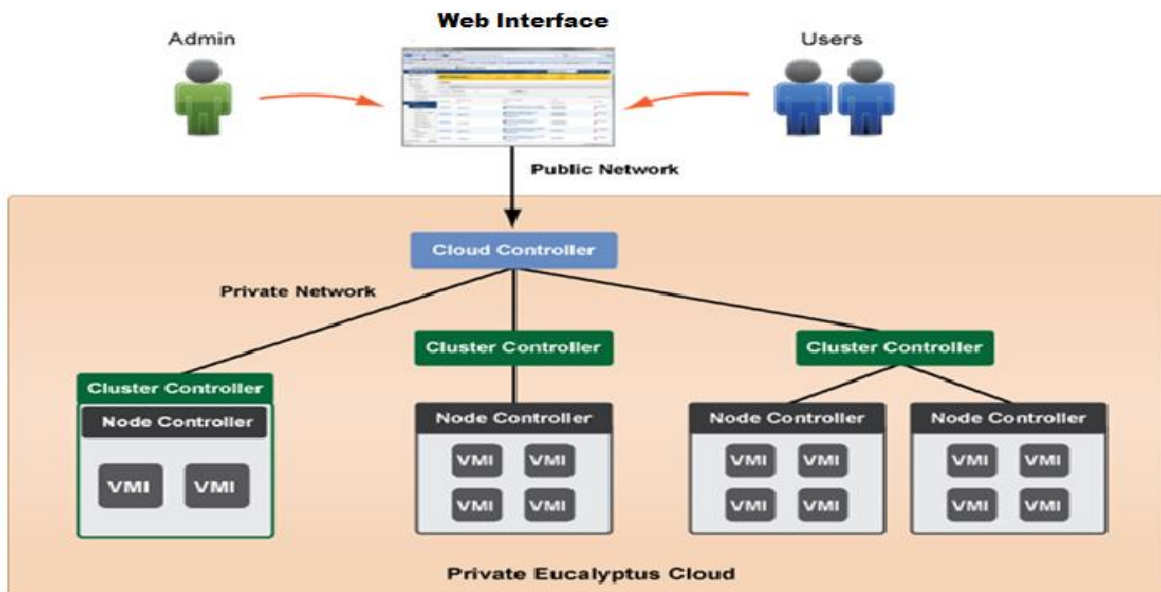 Web Interface
Admin
Users
Public Network
Cloud Controller
Private Network
Cluster Controller
Cluster Controller
Cluster Controller
Node Controller
Node Controller
Node Controller
Node Controller
VMI VMI
VMI VMI
VMI VMI
VMI VMI
VMI VMI
VMI VMI
VMI VMI
Private Eucalyptus Cloud